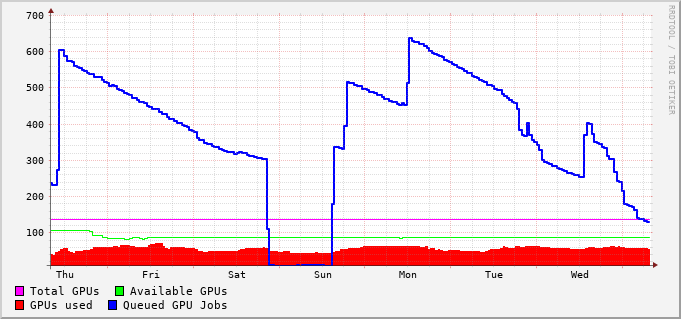 700
600
500
400
300
200
100
Thu Fri Sat Sun Mon Tue Wed
Total GPUs Available GPUs
GPUs used Queued GPU Jobs
RRDTOOL / TOBI OETIKER